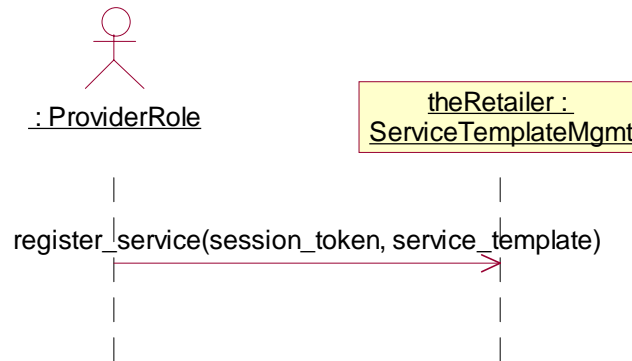 : ProviderRole
theRetailer :
ServiceTemplateMgmt
register_service(session_token, service_template)